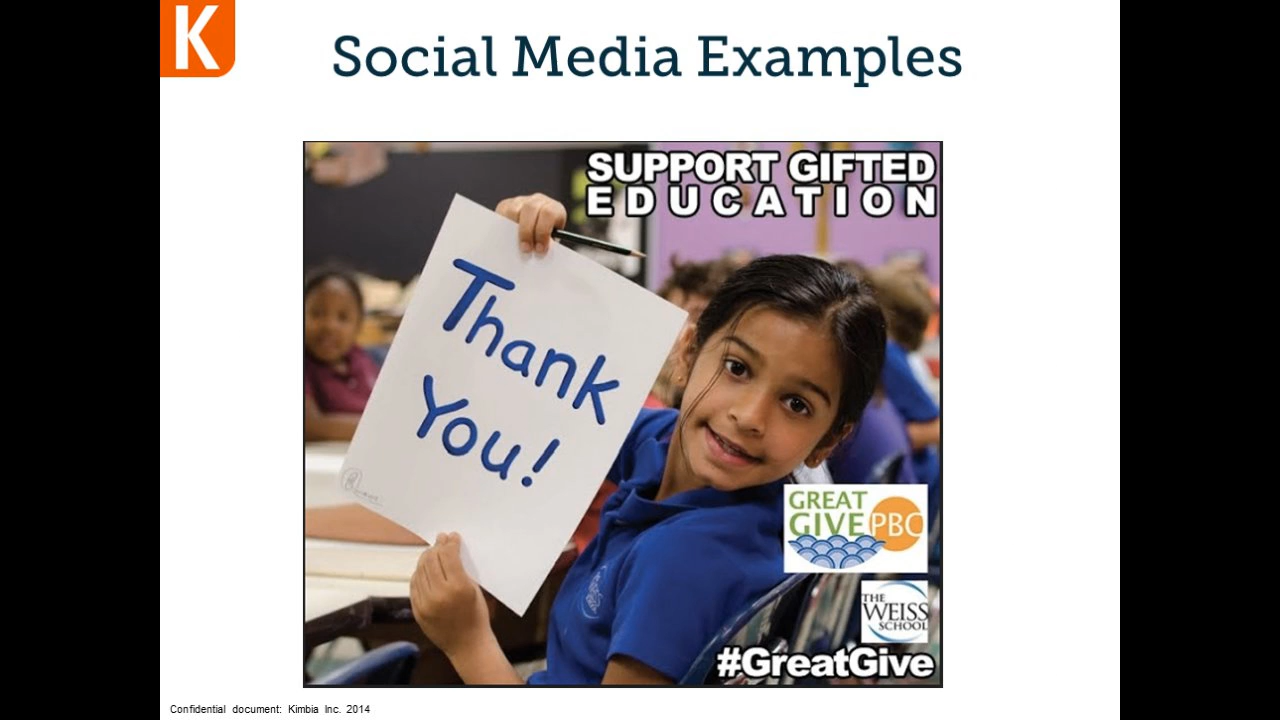 K
Social Media Examples
SUPPORT GIFTED
EDUCATION
Thank
You!
GREAT
GIVE PBC
THE
WEISS
SCHOOL
#GreatGive
Confidential document: Kimbia Inc. 2014